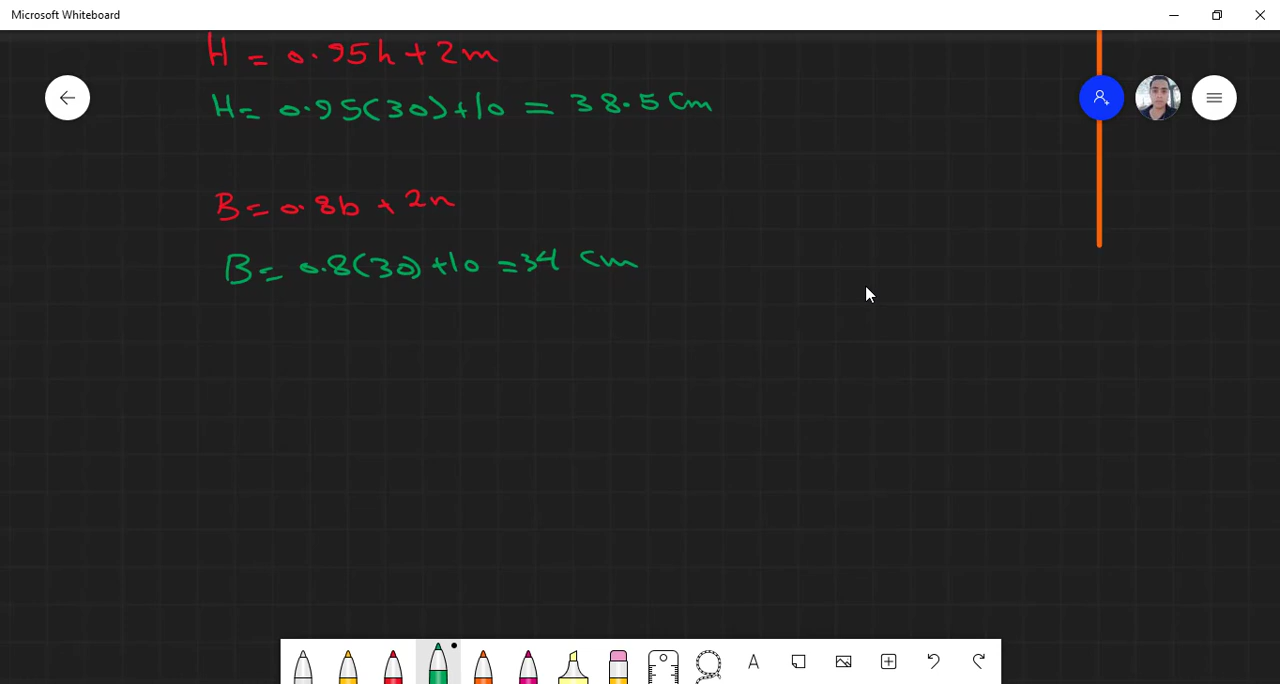 Microsoft Whiteboard
H = 0.95h + 2m
H = 0.95(30) + 10 = 38.5 cm
B = 0.8b + 2n
B = 0.8(30) + 10 = 34 cm
A